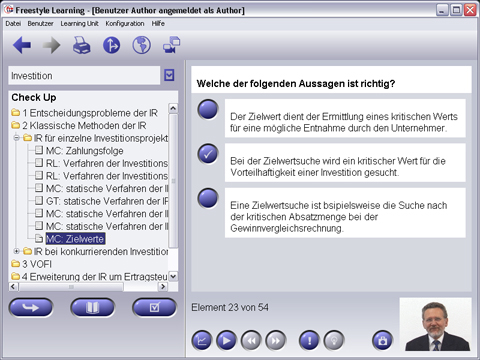 Freestyle Learning - [Benutzer Author angemeldet als Author]
Datei Benutzer Learning Unit Konfiguration Hilfe
Investition
Check Up
1 Entscheidungsprobleme der IR
2 Klassische Methoden der IR
IR für einzelne Investitionsprojekt
MC: Zahlungsfolge
RL: Verfahren der Investitions
RL: Verfahren der Investitions
MC: statische Verfahren der II
GT: statische Verfahren der IF
MC: statische Verfahren der II
MC: statische Verfahren der II
MC: Zielwerte
IR bei konkurrierenden Investition
3 VOFI
4 Erweiterung der IR um Ertragsteu
Welche der folgenden Aussagen ist richtig?
Der Zielwert dient der Ermittlung eines kritischen Werts
für eine mögliche Entnahme durch den Unternehmer.
Bei der Zielwertsuche wird ein kritischer Wert für die
Vorteilhaftigkeit einer Investition gesucht.
Eine Zielwertsuche ist bsipielsweise die Suche nach
der kritischen Absatzmenge bei der
Gewinnvergleichsrechnung.
Element 23 von 54